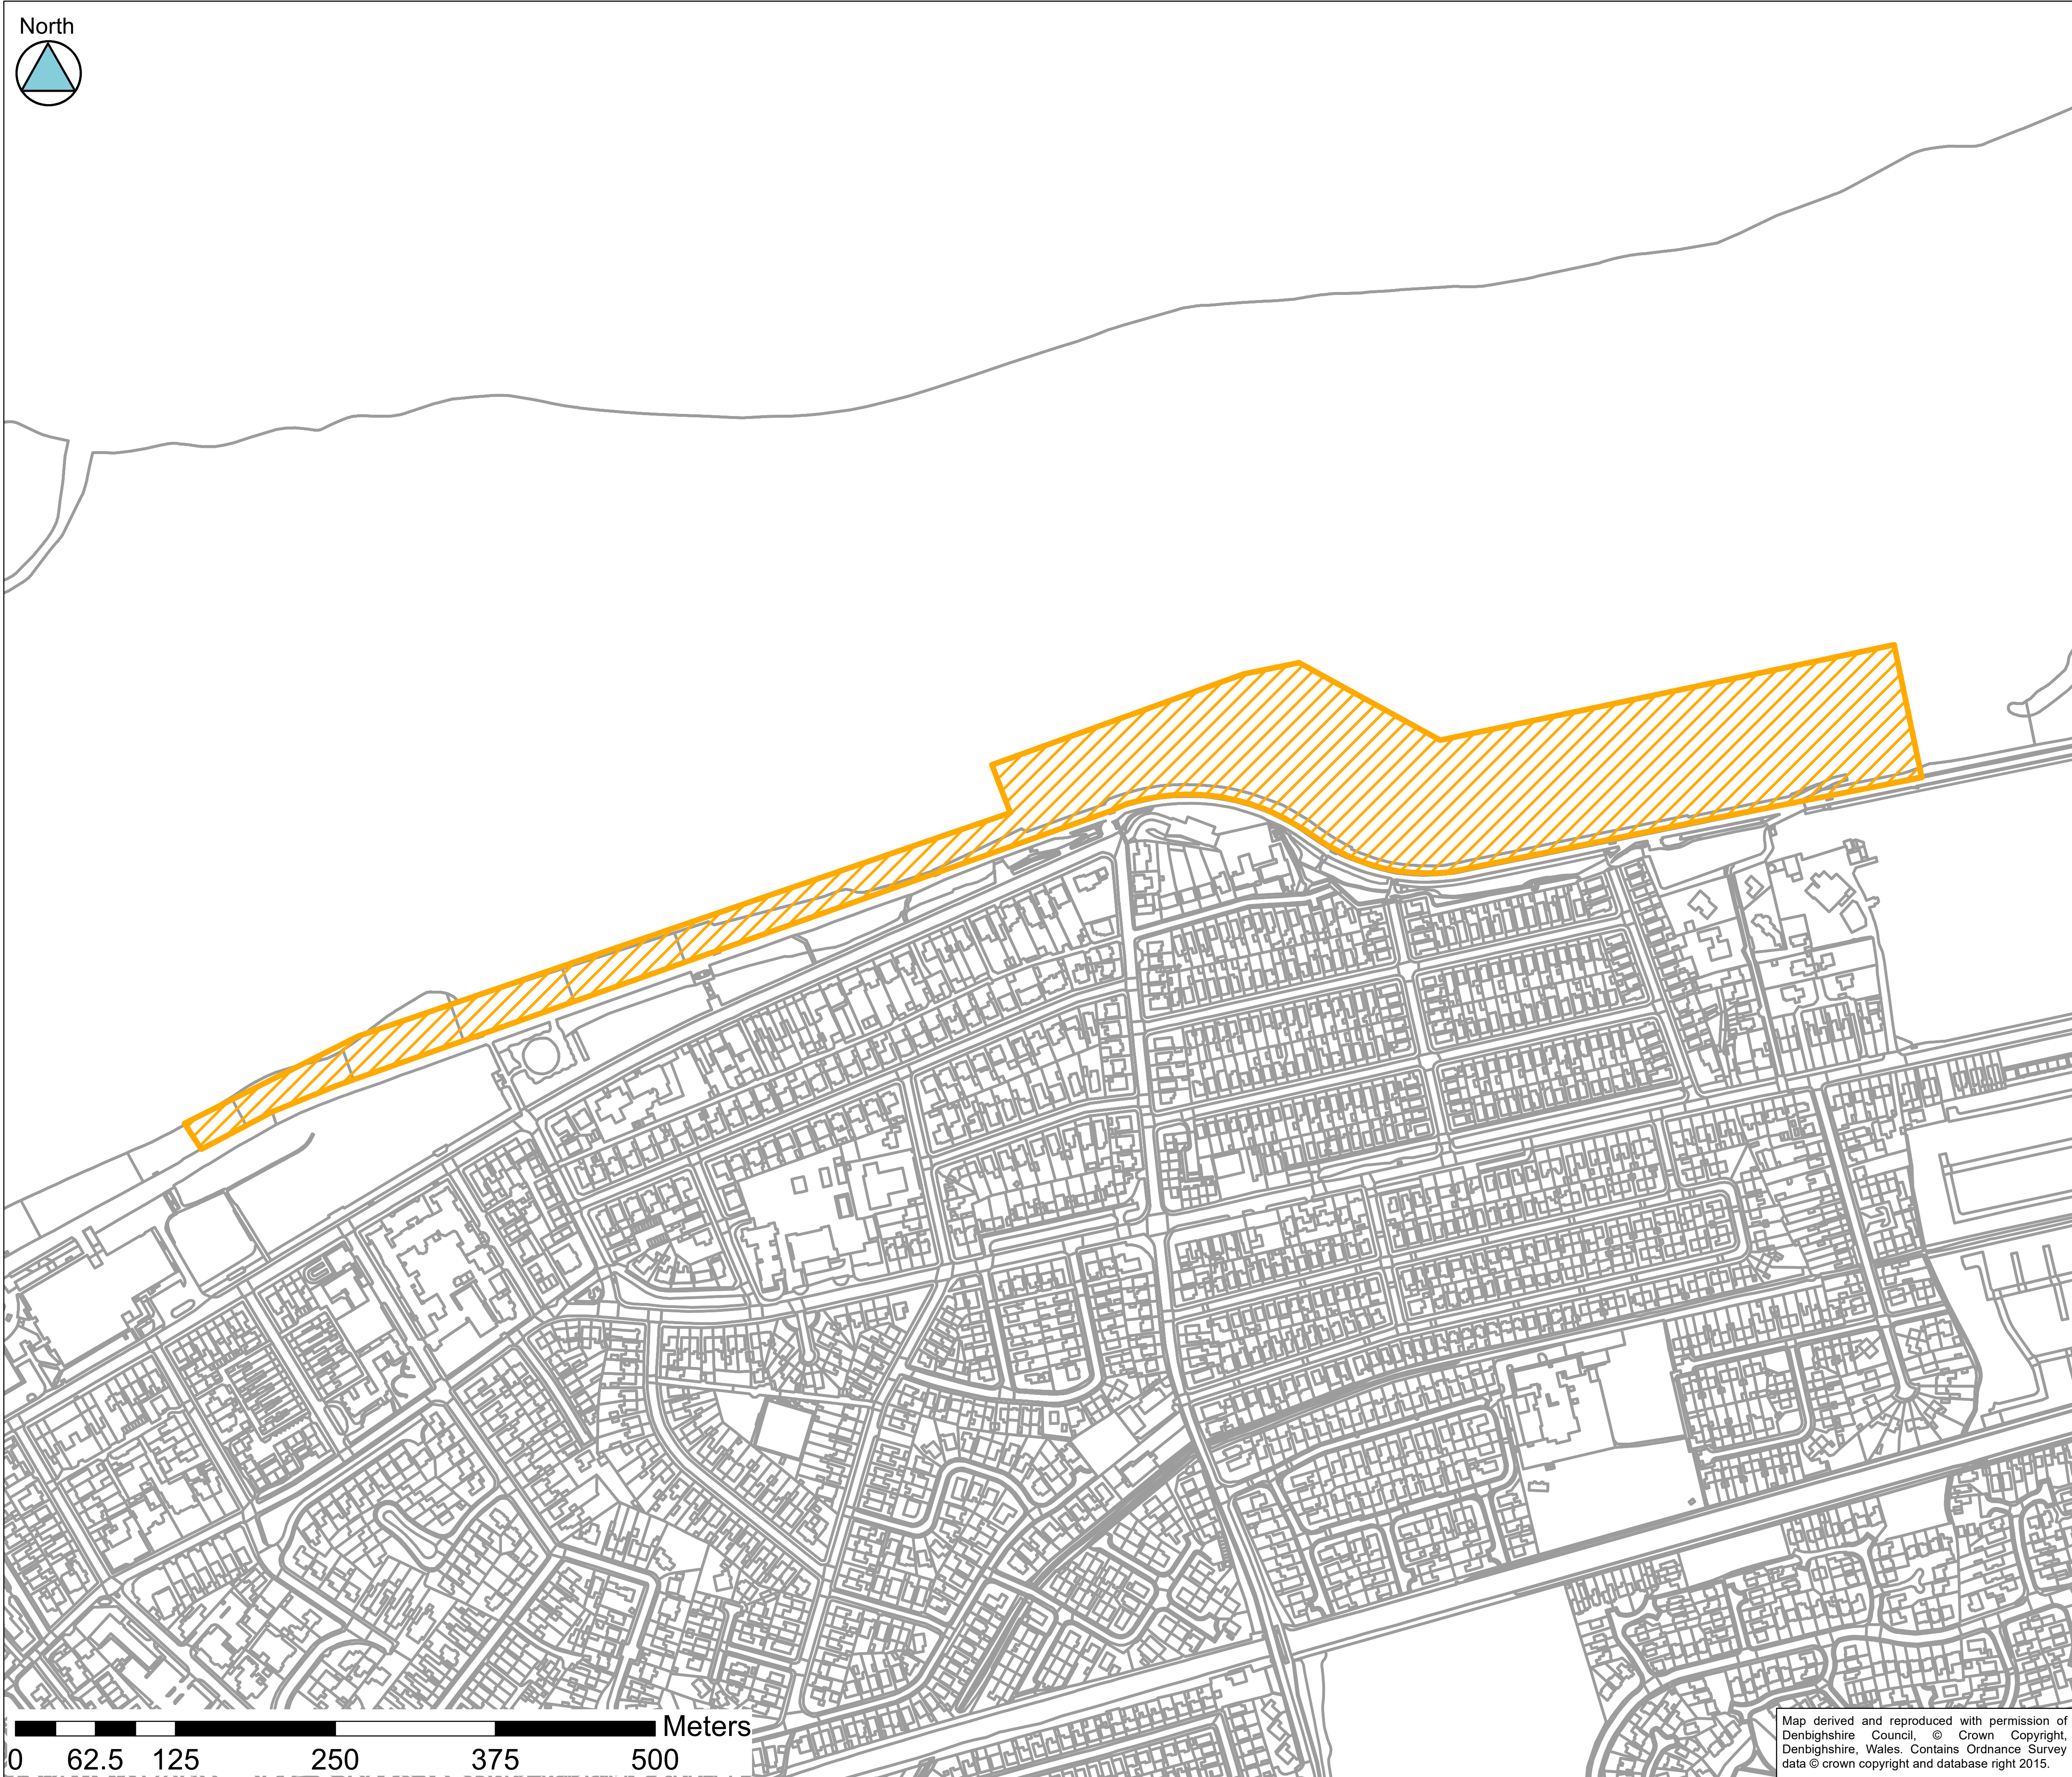 North
Meters
0 62.5 125 250 375 500
Map derived and reproduced with permission of
Denbighshire Council, © Crown Copyright,
Denbighshire, Wales. Contains Ordnance Survey
data © crown copyright and database right 2015.